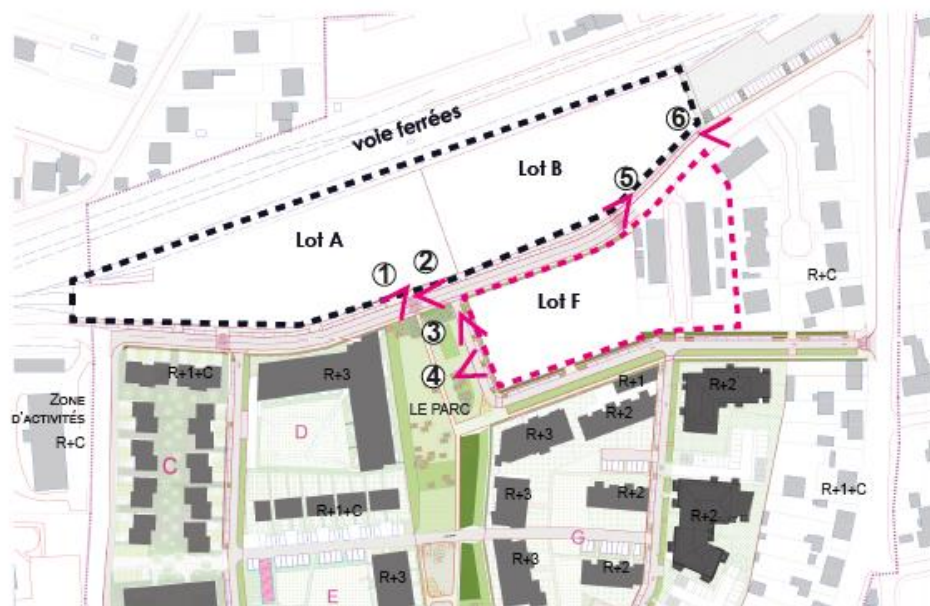 voie ferrées
⑥
Lot B
⑤
Lot A
① ②
R+C
Lot F
③
④
R+1+C
R+3
R+1
R+2
ZONE
D'ACTIVITÉS
R+C
LE PARC
R+2
D
R+3
C
R+3
R+2
R+1+C
R+1+C
R+2
G
R+3
R+3
R+2
E